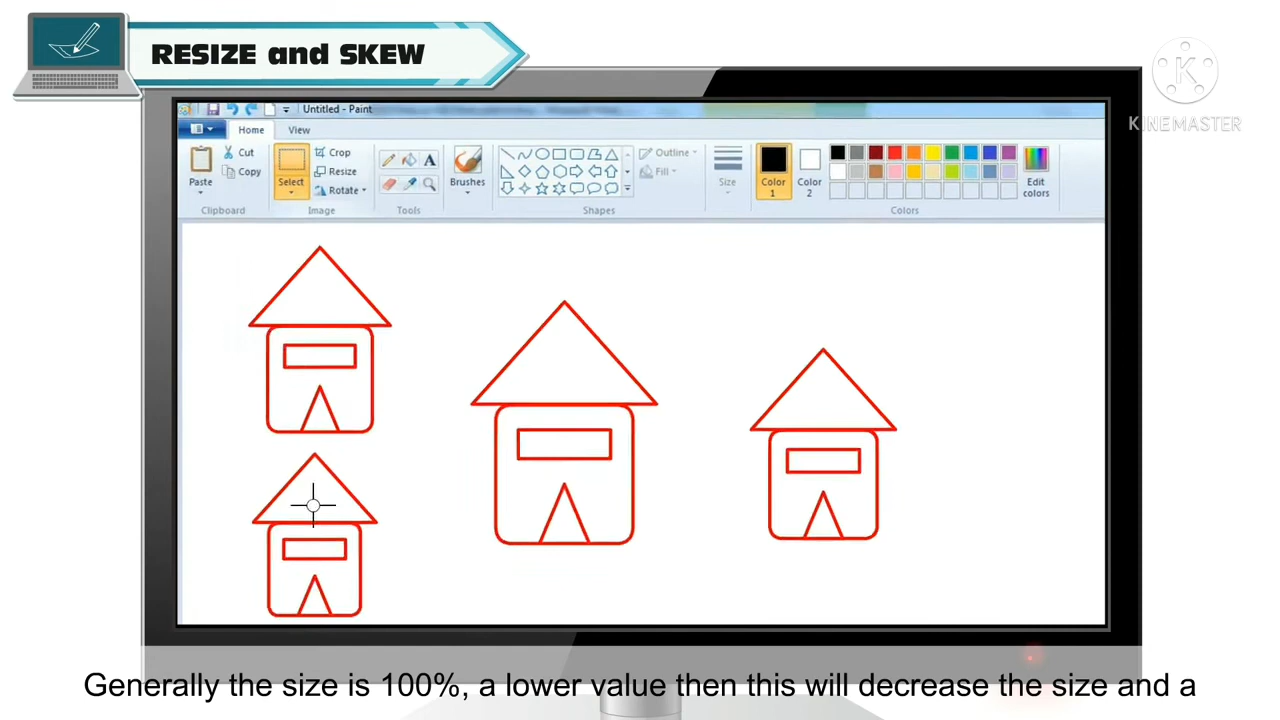 RESIZE and SKEW
K
KINEMASTER
Untitled - Paint
Home View
Paste
Cut
Copy
Clipboard
Select
Crop
Resize
Rotate
Image
A
Tools
Brushes
Outline
Fill
Shapes
Size
Color 1
Color 2
Edit colors
Colors
Generally the size is 100%, a lower value then this will decrease the size and a